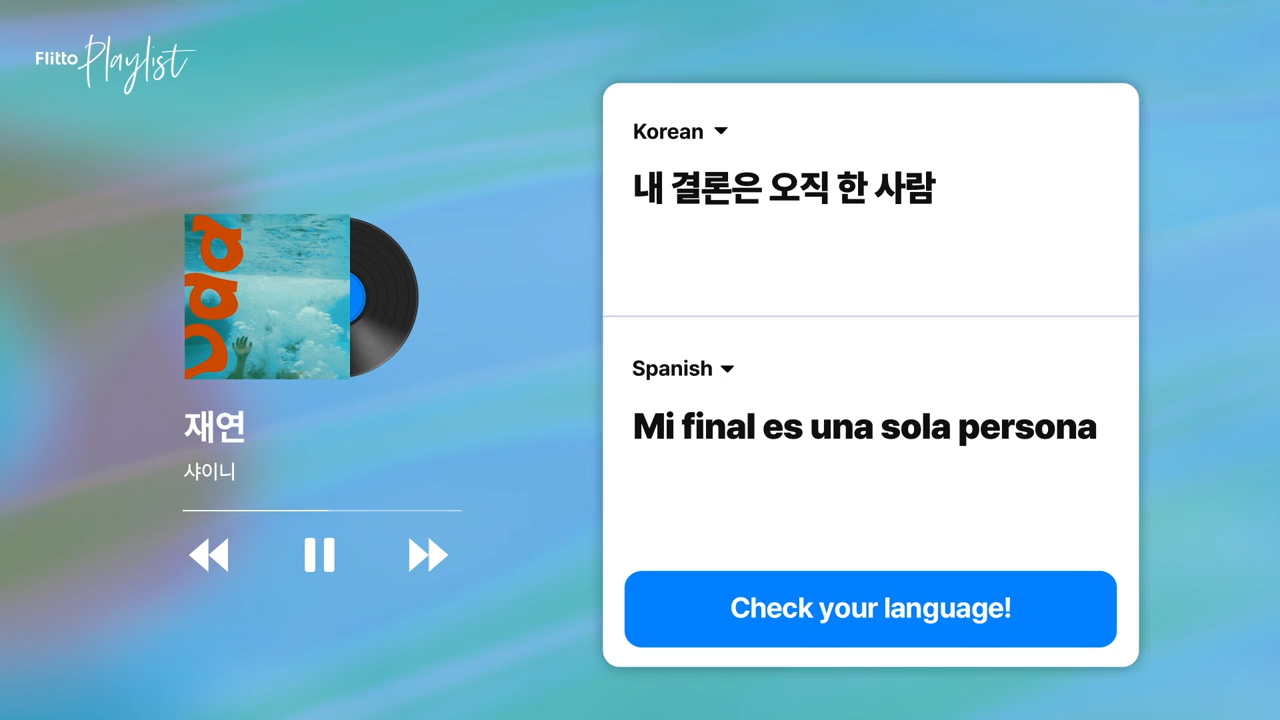 Flitto Playlist
Korean
내 결론은 오직 한 사람
Odd
재연
샤이니
Spanish
Mi final es una sola persona
Check your language!